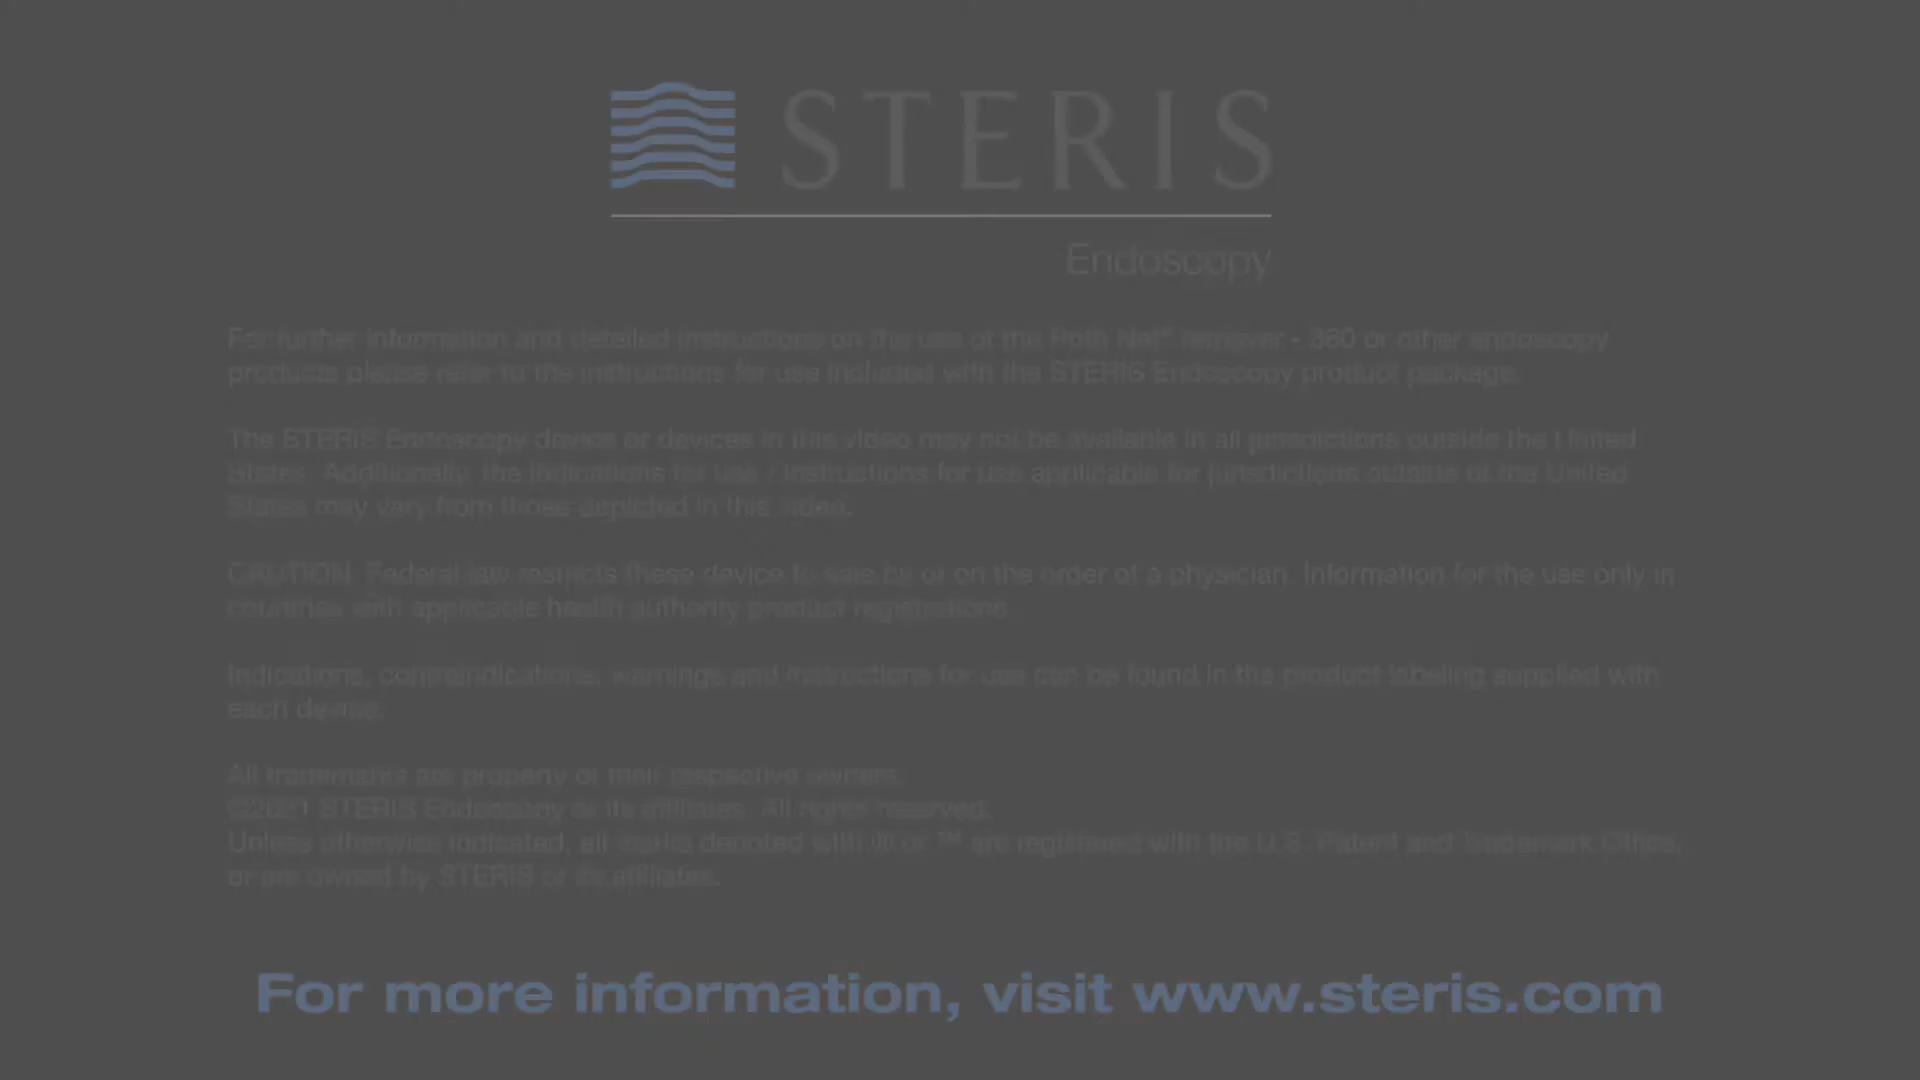 STERIS
Endoscopy
For further information and detailed instructions on the use of the Roth Net® retriever - 360 or other endoscopy
products please refer to the instructions for use included with the STERIS Endoscopy product package.
The STERIS Endoscopy device or devices in this video may not be available in all jurisdictions outside the United
States. Additionally, the indications for use / instructions for use applicable for jurisdictions outside of the United
States may vary from those depicted in this video.
CAUTION: Federal law restricts these device to sale by or on the order of a physician. Information for the use only in
countries with applicable health authority product registrations.
Indications, contraindications, warnings and instructions for use can be found in the product labeling supplied with
each device.
All trademarks are property of their respective owners.
©2021 STERIS Endoscopy or its affiliates. All rights reserved.
Unless otherwise indicated, all marks denoted with ® or ™ are registered with the U.S. Patent and Trademark Office,
or are owned by STERIS or its affiliates.
For more information, visit www.steris.com